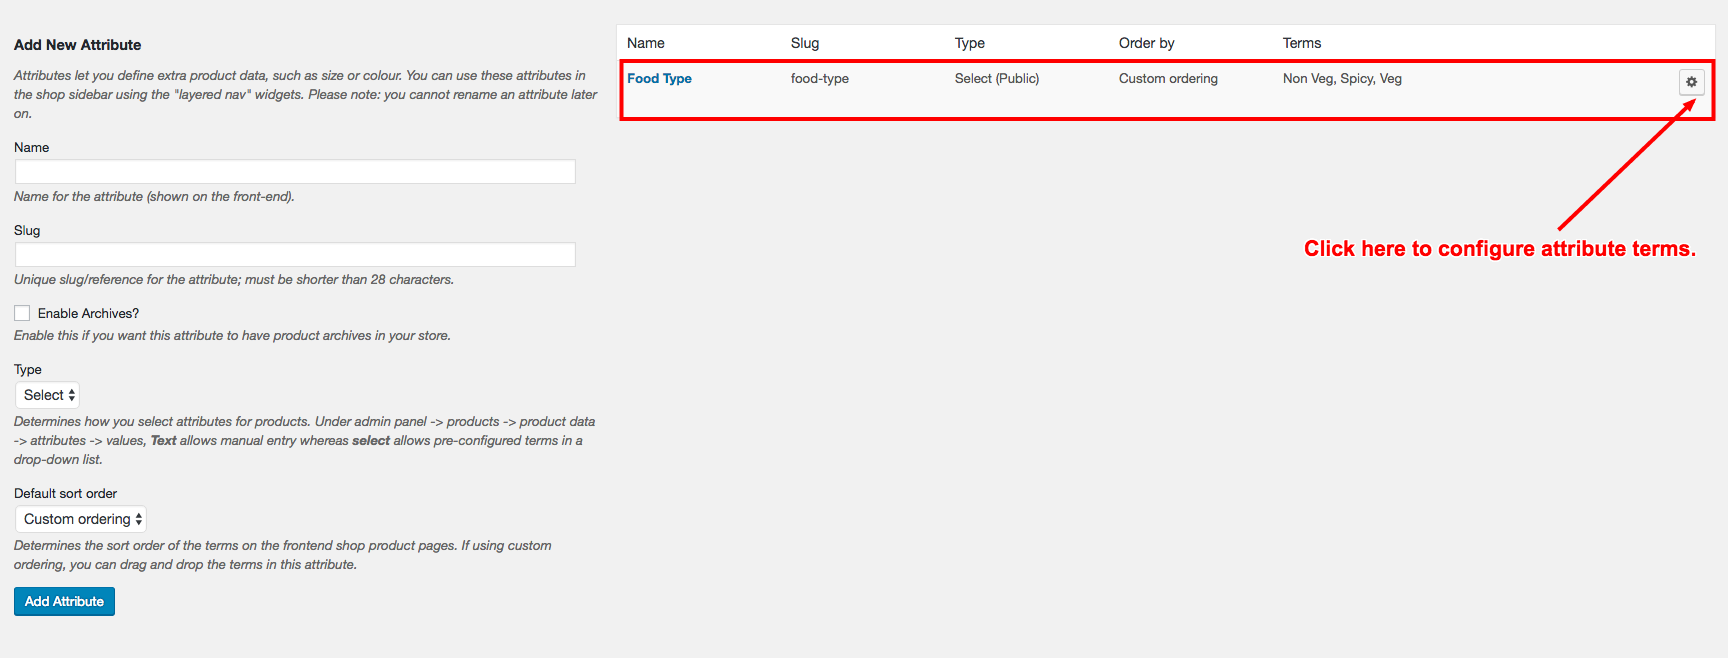 Add New Attribute
Attributes let you define extra product data, such as size or colour. You can use these attributes in
the shop sidebar using the "layered nav" widgets. Please note: you cannot rename an attribute later
on.
Name
Name for the attribute (shown on the front-end).
Slug
Unique slug/reference for the attribute; must be shorter than 28 characters.
Enable Archives?
Enable this if you want this attribute to have product archives in your store.
Type
Select
Determines how you select attributes for products. Under admin panel -> products -> product data
-> attributes -> values, Text allows manual entry whereas select allows pre-configured terms in a
drop-down list.
Default sort order
Custom ordering
Determines the sort order of the terms on the frontend shop product pages. If using custom
ordering, you can drag and drop the terms in this attribute.
Add Attribute
Name Slug Type Order by Terms
Food Type food-type Select (Public) Custom ordering Non Veg, Spicy, Veg
Click here to configure attribute terms.